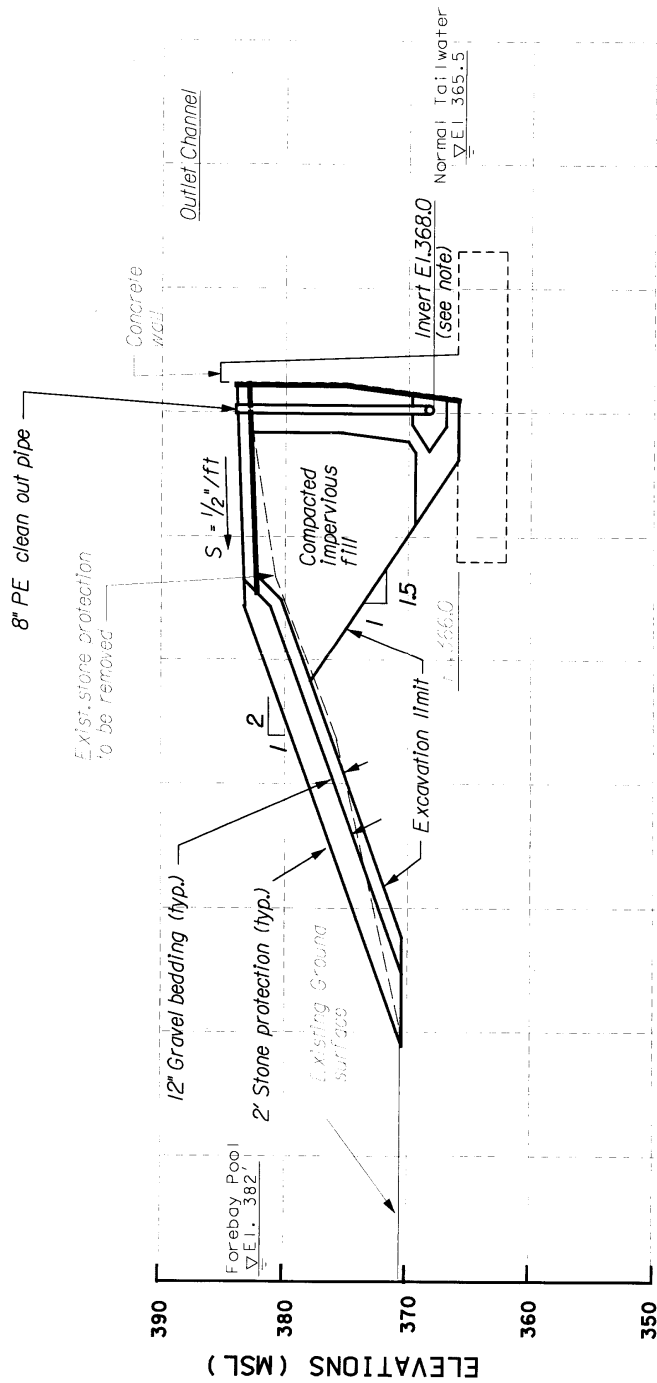 8" PE clean out pipe
Concrete
wall
Outlet Channel
Exist. stone protection
to be removed
S = 1/2"/ft
12" Gravel bedding (typ.)
2' Stone protection (typ.)
Forebay Pool
▽El. 382'
Existing Ground
surface
2
1
Compacted
impervious
fill
1
1.5
Excavation limit
Invert El.368.0
(see note)
Normal Tailwater
▽El 365.5
390
380
370
360
350
ELEVATIONS (MSL)